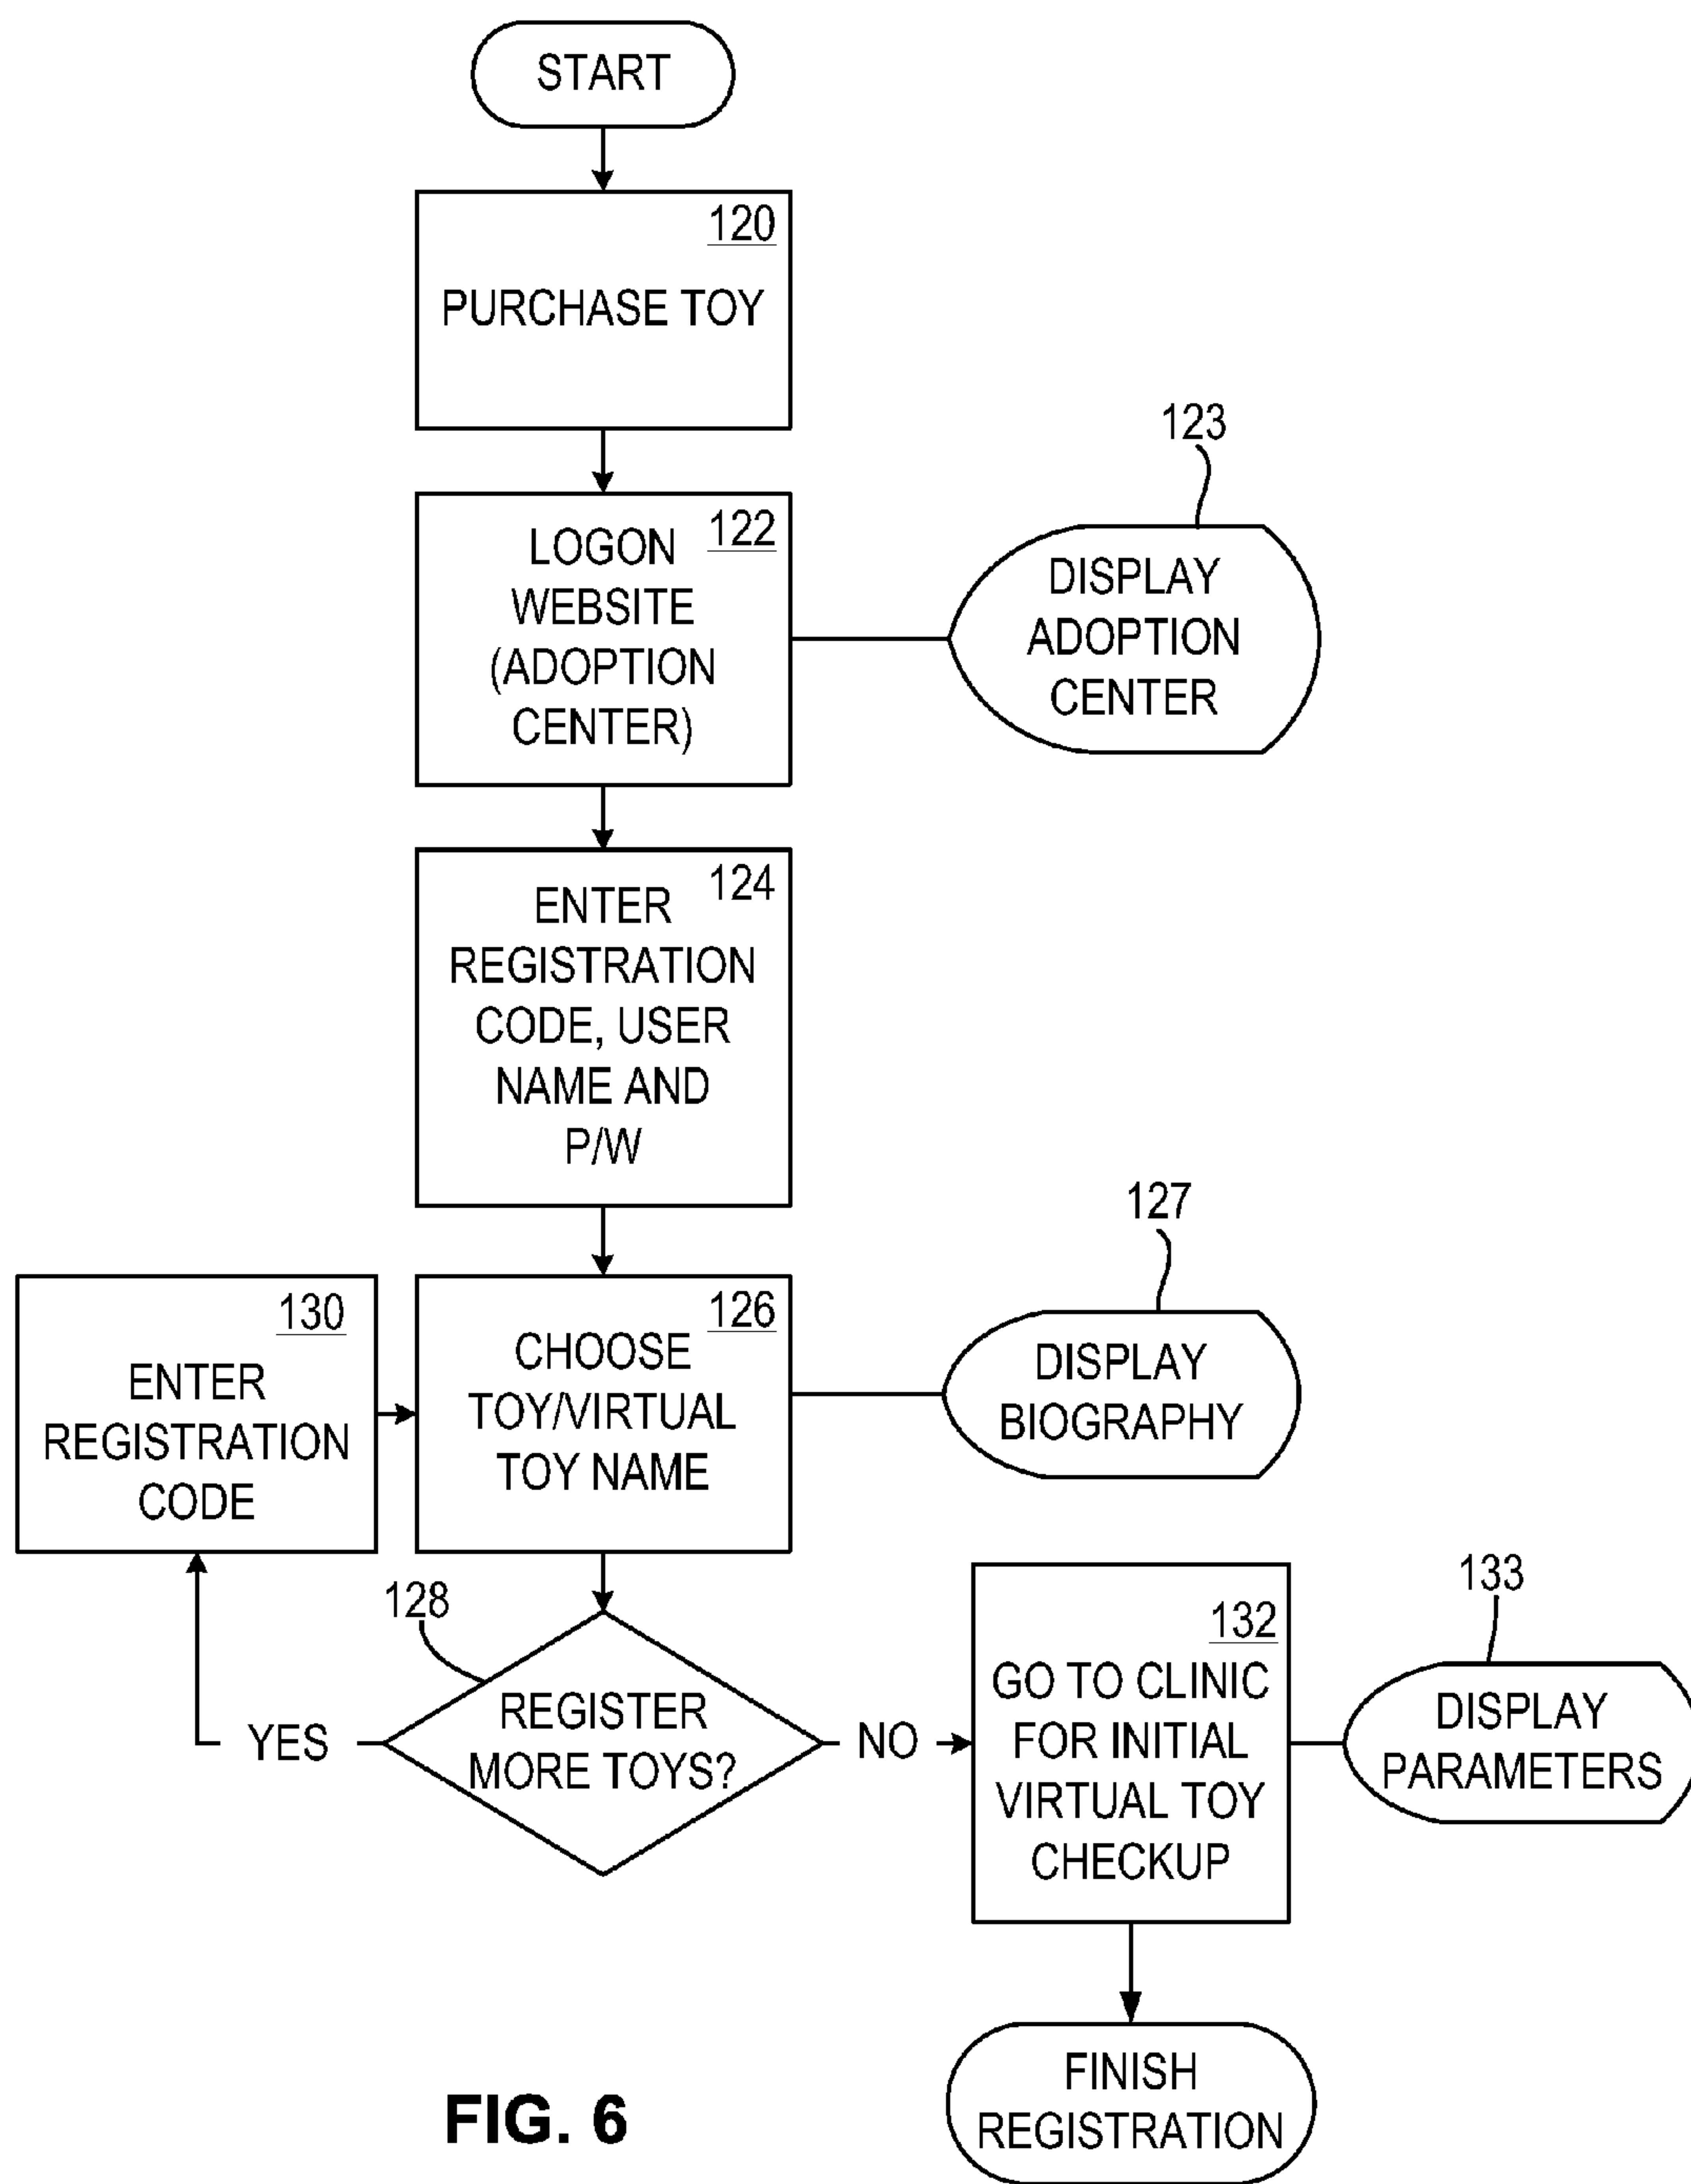 START
120
PURCHASE TOY
123
122
LOGON
WEBSITE
(ADOPTION
CENTER)
DISPLAY
ADOPTION
CENTER
124
ENTER
REGISTRATION
CODE, USER
NAME AND
P/W
127
130
ENTER
REGISTRATION
CODE
126
CHOOSE
TOY/VIRTUAL
TOY NAME
DISPLAY
BIOGRAPHY
128
REGISTER
MORE TOYS?
YES
NO
132
GO TO CLINIC
FOR INITIAL
VIRTUAL TOY
CHECKUP
133
DISPLAY
PARAMETERS
FINISH
REGISTRATION
FIG. 6